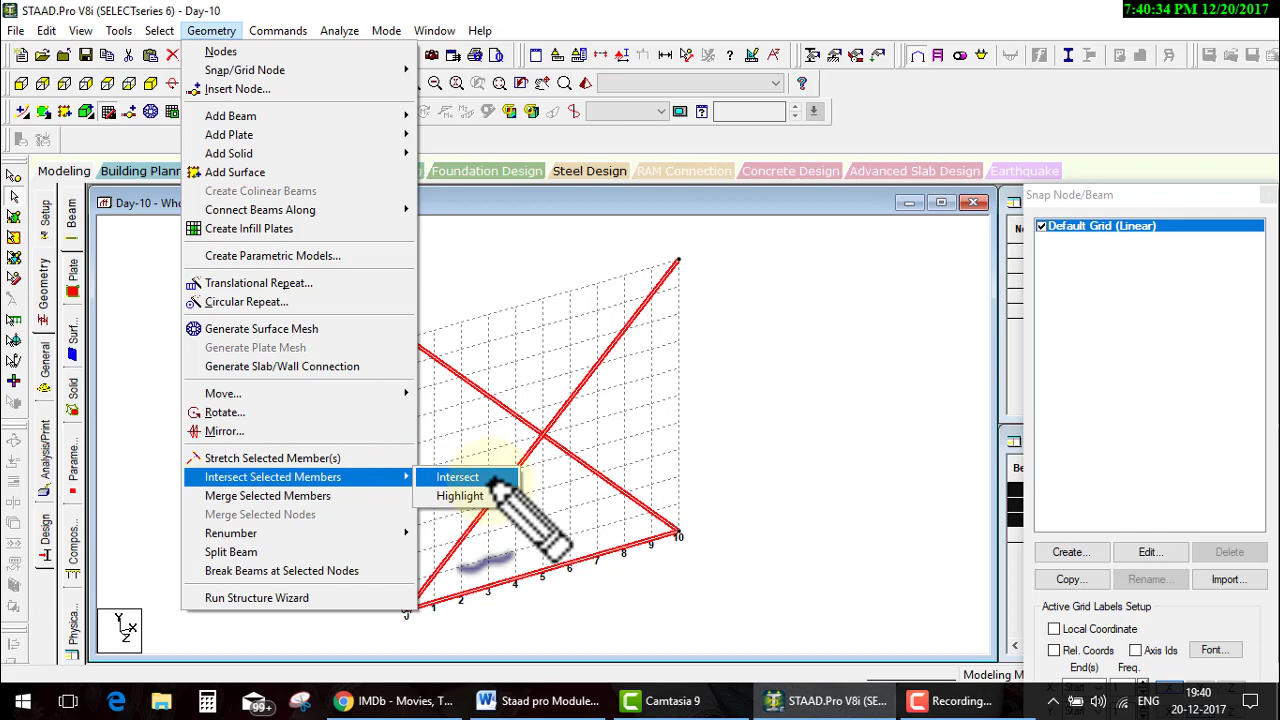 STAAD.Pro V8i (SELECTseries 6) - Day-10
7:40:34 PM 12/20/2017
File Edit View Tools Select Geometry Commands Analyze Mode Window Help
Nodes
Snap/Grid Node
Insert Node...
Add Beam
Add Plate
Add Solid
Add Surface
Create Colinear Beams
Connect Beams Along
Create Infill Plates
Create Parametric Models...
Translational Repeat...
Circular Repeat...
Generate Surface Mesh
Generate Plate Mesh
Generate Slab/Wall Connection
Move...
Rotate...
Mirror...
Stretch Selected Member(s)
Intersect Selected Members
Merge Selected Members
Merge Selected Nodes
Renumber
Split Beam
Break Beams at Selected Nodes
Run Structure Wizard
Intersect
Highlight
Modeling Building Plann Foundation Design Steel Design RAM Connection Concrete Design Advanced Slab Design Earthquake
Day-10 - Who
Setup
Geometry
General
Analysis/Print
Design
Beam
Plate
Surf...
Solid
Parame...
Compos...
Physica...
1 2 3 4 5 6 7 8 9 10
Y
X
Z
No
Be
Snap Node/Beam
Default Grid (Linear)
Create... Edit... Delete
Copy... Rename... Import...
Active Grid Labels Setup
Local Coordinate
Rel. Coords Axis Ids Font...
End(s) Freq.
X: Start 1 X
Modeling M
99+
IMDb - Movies, T...
Staad pro Module...
Camtasia 9
STAAD.Pro V8i (SE...
Recording...
ENG
19:40
20-12-2017